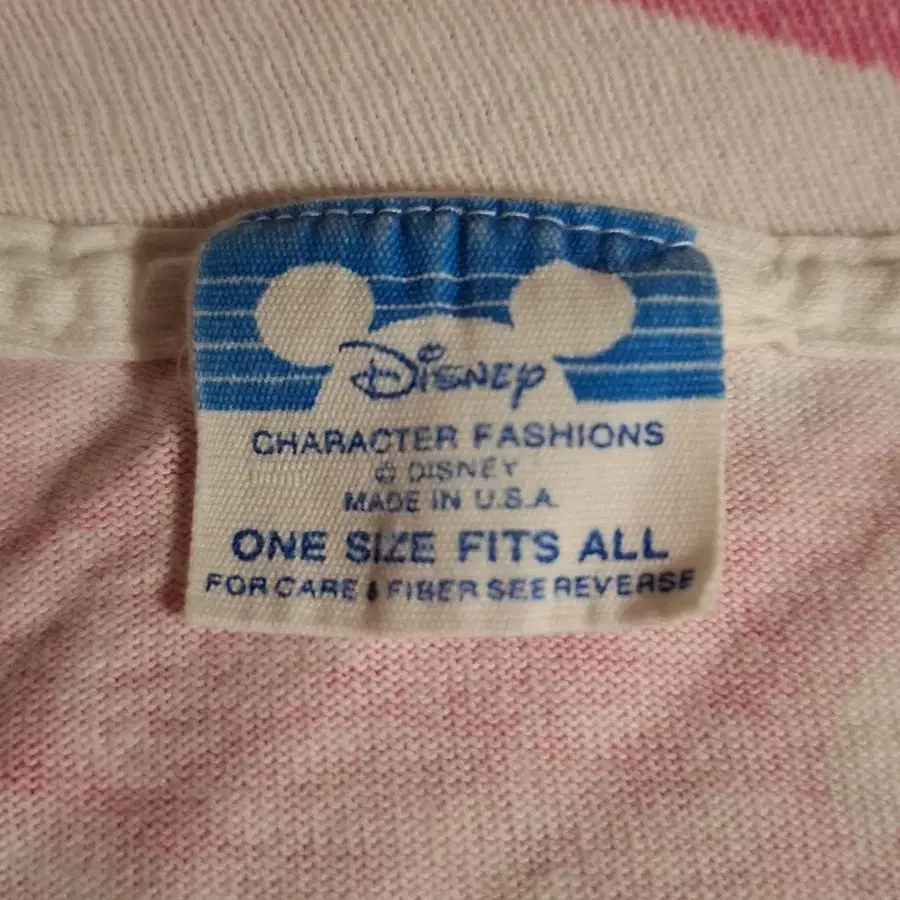 Disney
CHARACTER FASHIONS
© DISNEY
MADE IN U.S.A.
ONE SIZE FITS ALL
FOR CARE & FIBER SEE REVERSE